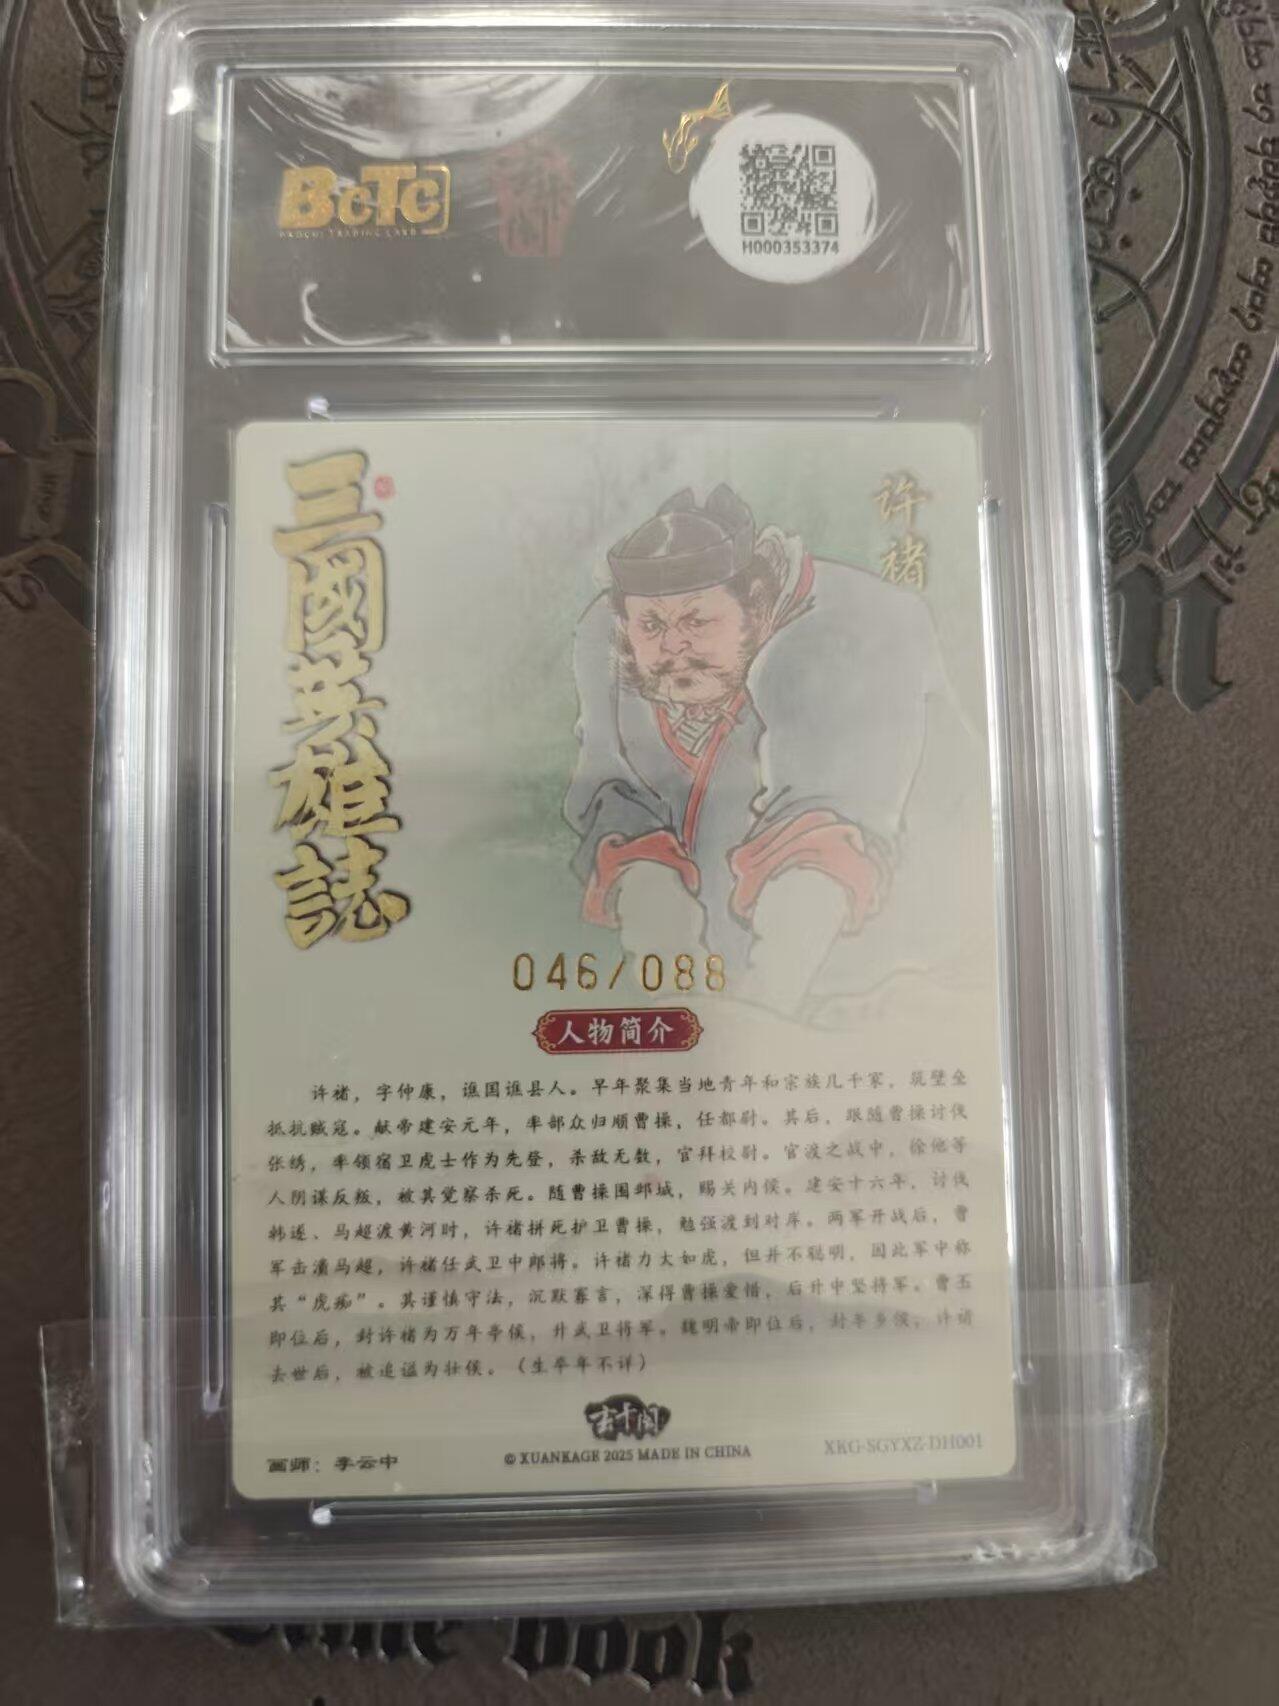 BCTC
H000353374
三國英雄誌
许褚
046/088
人物简介
许褚，字仲康，谯国谯县人。早年聚集当地青年和宗族几千家，筑壁垒
抵抗贼寇。献帝建安元年，率部众归顺曹操，任都尉。其后，跟随曹操讨伐
张绣，率领宿卫虎士作为先登，杀敌无数，官拜校尉。官渡之战中，徐他等
人阴谋反叛，被其觉察杀死。随曹操围邺城，赐关内侯。建安十六年，讨伐
韩遂、马超渡黄河时，许褚拼死护卫曹操，勉强渡到对岸。两军开战后，曹
军击溃马超，许褚任武卫中郎将。许褚力大如虎，但并不聪明，因此军中称
其“虎痴”。其谨慎守法，沉默寡言，深得曹操爱惜，后升中坚将军。曹丕
即位后，封许褚为万年亭侯，升武卫将军。魏明帝即位后，封牟乡侯，许褚
去世后，被追谥为壮侯。（生卒年不详）
玄卡阁
© XUANKAGE 2025 MADE IN CHINA
画师：李云中
XKG-SGYXZ-DH001
book